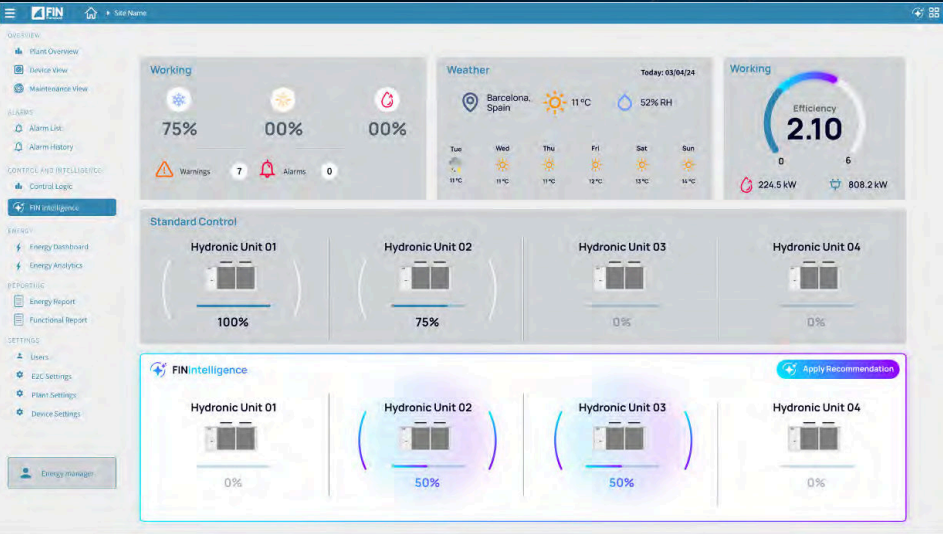 FIN
Site Name
OVERVIEW
Plant Overview
Device View
Maintenance View
ALARMS
Alarm List
Alarm History
CONTROL AND INTELLIGENCE
Control Logic
FIN Intelligence
ENERGY
Energy Dashboard
Energy Analytics
REPORTING
Energy Report
Functional Report
SETTINGS
Users
E2C Settings
Plant Settings
Device Settings
Energy manager
Working
75% 00% 00%
Warnings 7 Alarms 0
Weather Today: 03/04/24
Barcelona,
Spain
11 °C 52% RH
Tue Wed Thu Fri Sat Sun
11 °C 11 °C 11 °C 12 °C 13 °C 14 °C
Working
Efficiency
2.10
0 6
224.5 kW 808.2 kW
Standard Control
Hydronic Unit 01 Hydronic Unit 02 Hydronic Unit 03 Hydronic Unit 04
100% 75% 0% 0%
FINIntelligence Apply Recommendation
Hydronic Unit 01 Hydronic Unit 02 Hydronic Unit 03 Hydronic Unit 04
0% 50% 50% 0%